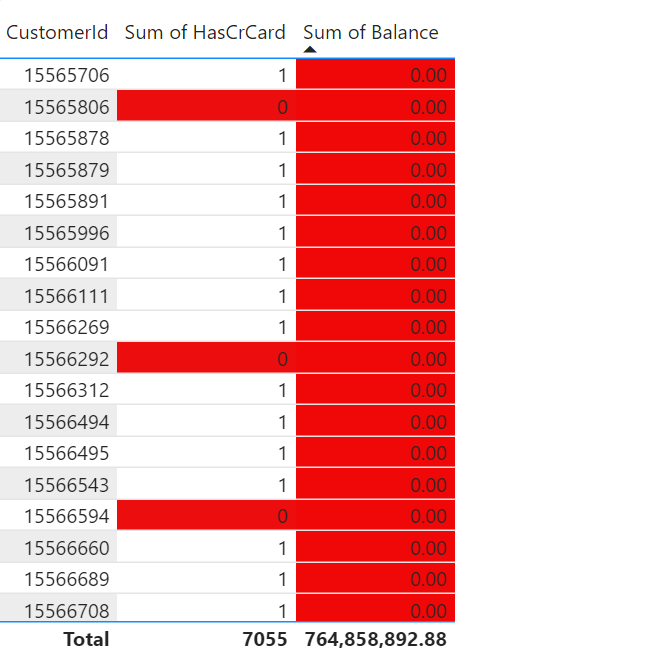 CustomerId Sum of HasCrCard Sum of Balance
15565706 1 0.00
15565806 0 0.00
15565878 1 0.00
15565879 1 0.00
15565891 1 0.00
15565996 1 0.00
15566091 1 0.00
15566111 1 0.00
15566269 1 0.00
15566292 0 0.00
15566312 1 0.00
15566494 1 0.00
15566495 1 0.00
15566543 1 0.00
15566594 0 0.00
15566660 1 0.00
15566689 1 0.00
15566708 1 0.00
Total 7055 764,858,892.88